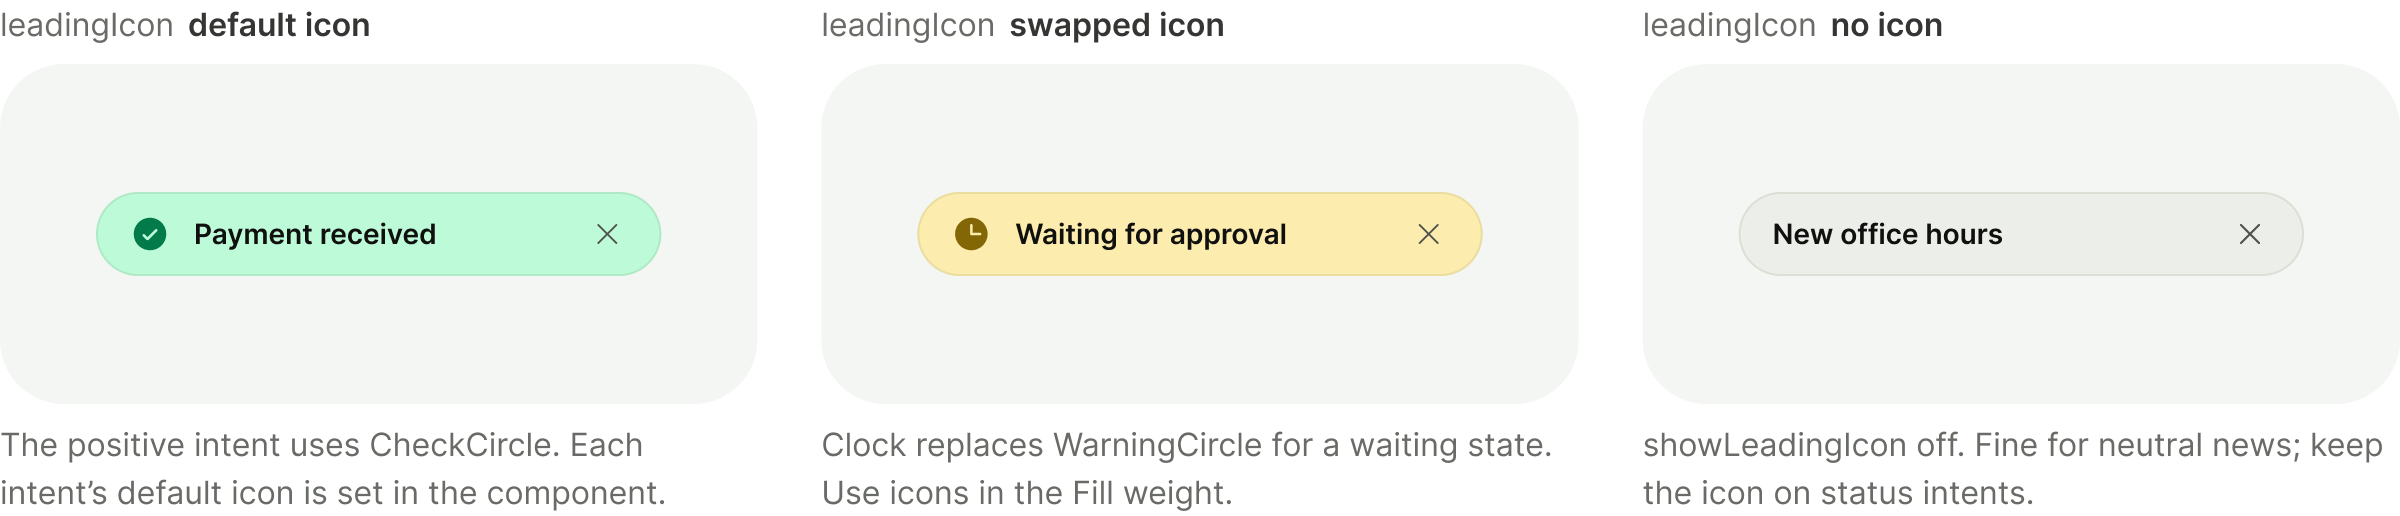 leadingIcon default icon
Payment received
The positive intent uses CheckCircle. Each
intent’s default icon is set in the component.
leadingIcon swapped icon
Waiting for approval
Clock replaces WarningCircle for a waiting state.
Use icons in the Fill weight.
leadingIcon no icon
New office hours
showLeadingIcon off. Fine for neutral news; keep
the icon on status intents.